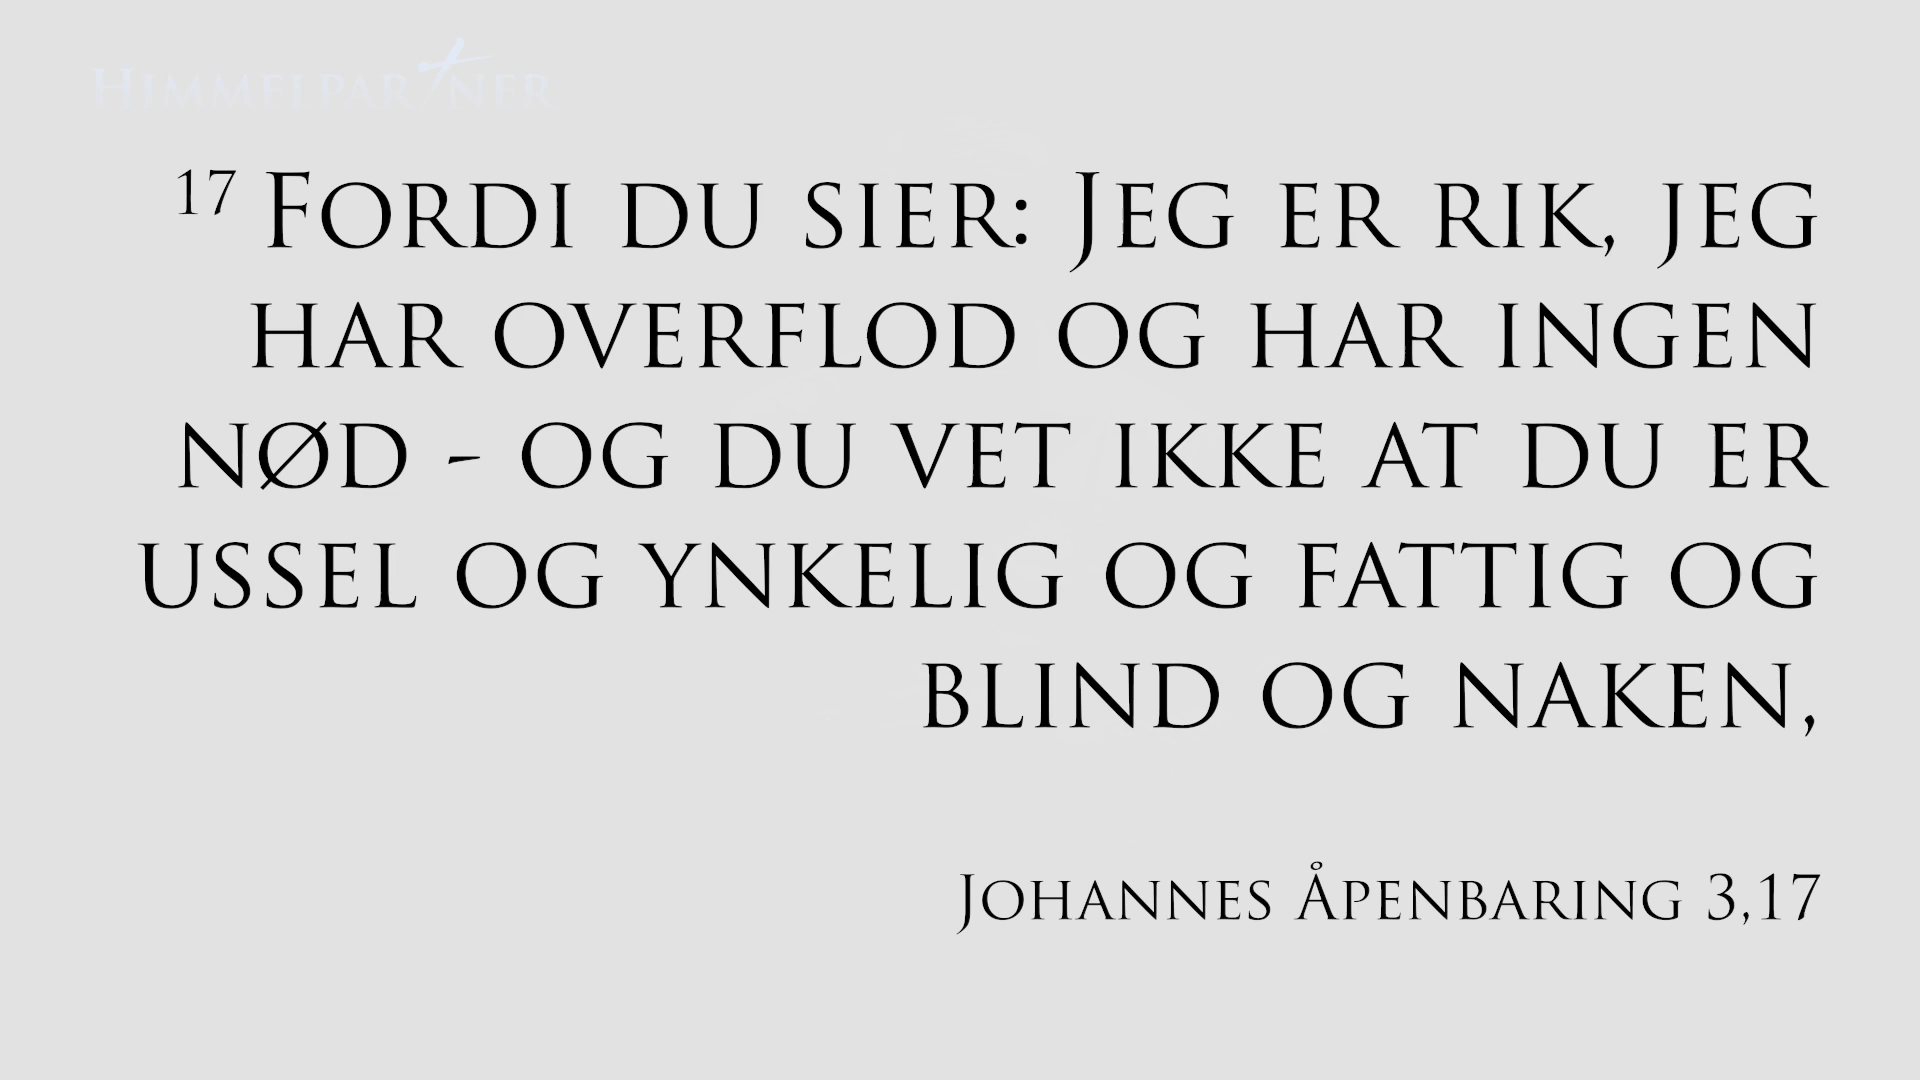 Himmelpartner
17 Fordi du sier: Jeg er rik, jeg
har overflod og har ingen
nød - og du vet ikke at du er
ussel og ynkelig og fattig og
blind og naken,
Johannes Åpenbaring 3,17